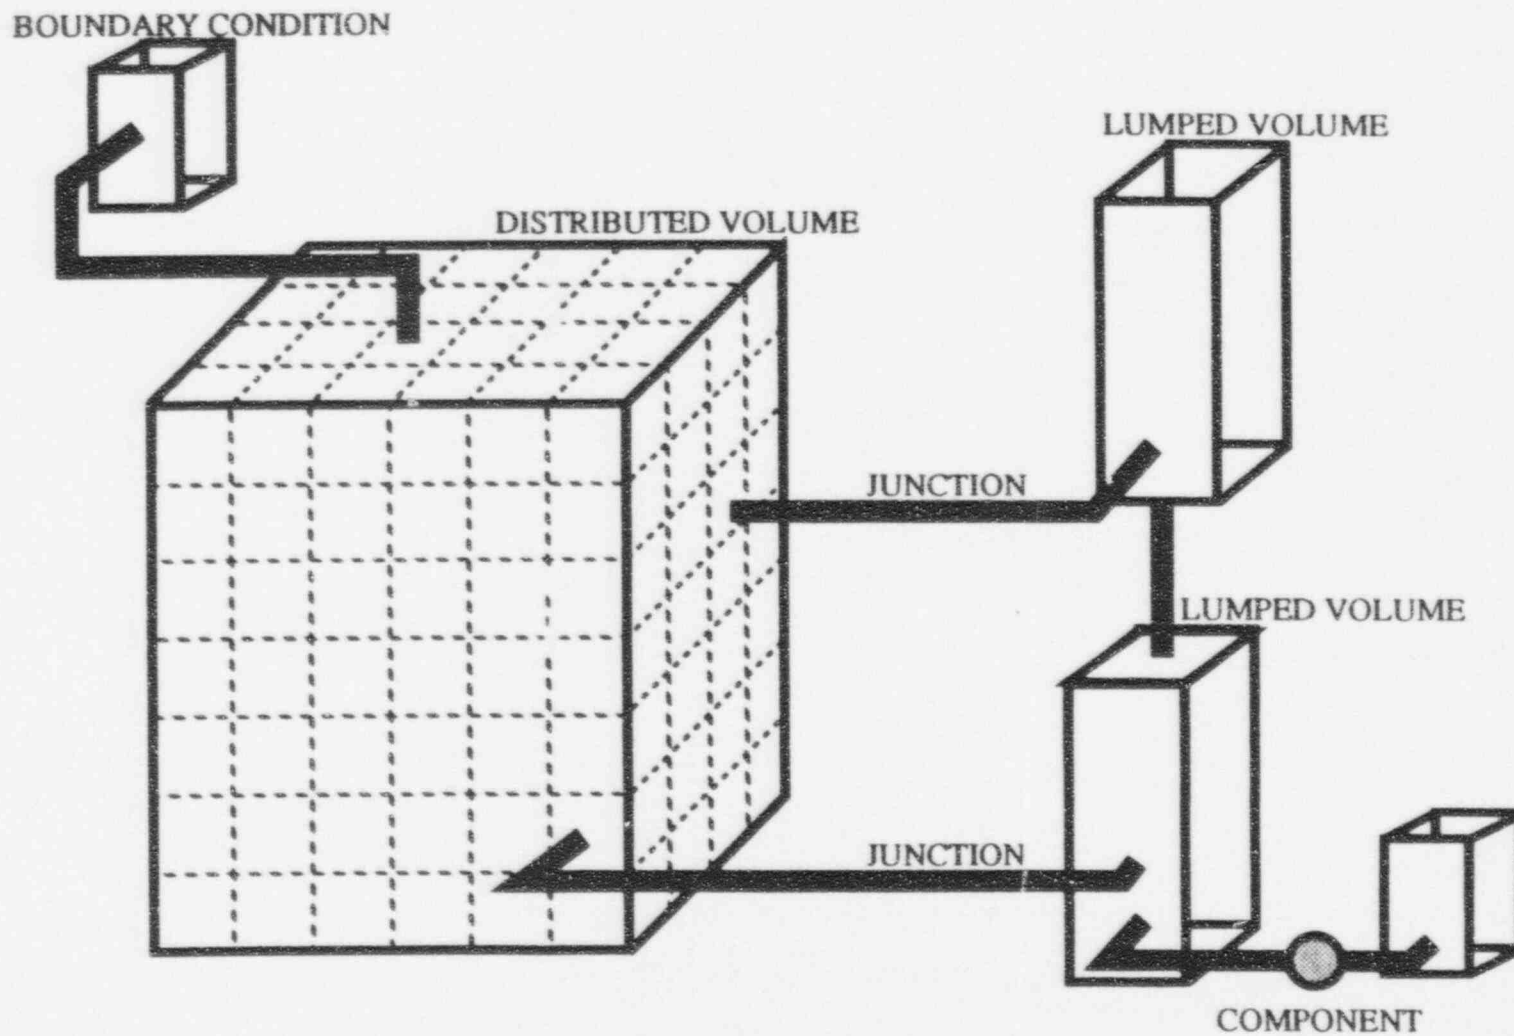 BOUNDARY CONDITION
LUMPED VOLUME
DISTRIBUTED VOLUME
JUNCTION
LUMPED VOLUME
JUNCTION
COMPONENT